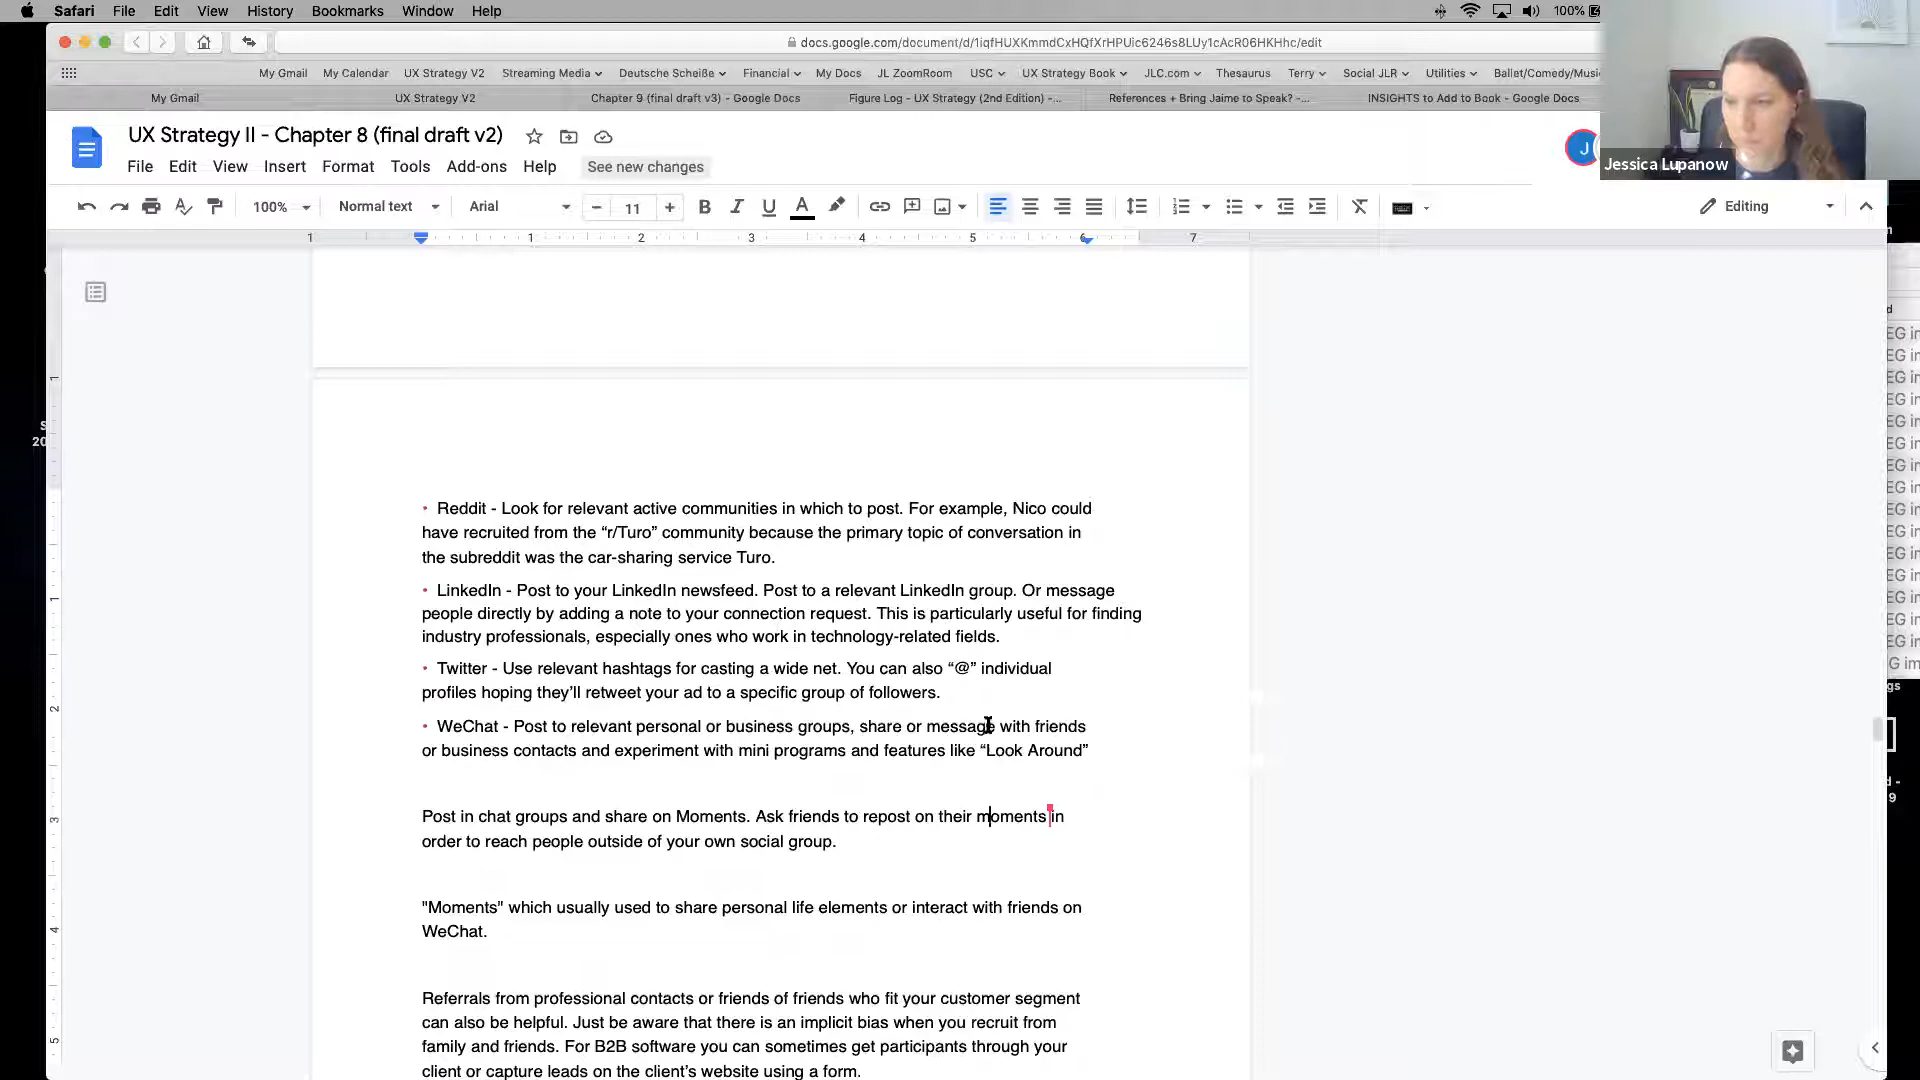 Safari File Edit View History Bookmarks Window Help 100%
docs.google.com/document/d/1iqfHUXKmmdCxHQfXrHPUic6246s8LUy1cAcR06HKHhc/edit
My Gmail My Calendar UX Strategy V2 Streaming Media Deutsche Scheiße Financial My Docs JL ZoomRoom USC UX Strategy Book JLC.com Thesaurus Terry Social JLR Utilities Ballet/Comedy/Musi
My Gmail UX Strategy V2 Chapter 9 (final draft v3) - Google Docs Figure Log - UX Strategy (2nd Edition) -... References + Bring Jaime to Speak? -... INSIGHTS to Add to Book - Google Docs
UX Strategy II - Chapter 8 (final draft v2)
J
Jessica Lupanow
File Edit View Insert Format Tools Add-ons Help See new changes
100% Normal text Arial 11 B I U A Editing
1 1 2 3 4 5 6 7
• Reddit - Look for relevant active communities in which to post. For example, Nico could
have recruited from the “r/Turo” community because the primary topic of conversation in
the subreddit was the car-sharing service Turo.
• LinkedIn - Post to your LinkedIn newsfeed. Post to a relevant LinkedIn group. Or message
people directly by adding a note to your connection request. This is particularly useful for finding
industry professionals, especially ones who work in technology-related fields.
• Twitter - Use relevant hashtags for casting a wide net. You can also “@” individual
profiles hoping they’ll retweet your ad to a specific group of followers.
• WeChat - Post to relevant personal or business groups, share or message with friends
or business contacts and experiment with mini programs and features like “Look Around”
Post in chat groups and share on Moments. Ask friends to repost on their moments in
order to reach people outside of your own social group.
"Moments" which usually used to share personal life elements or interact with friends on
WeChat.
Referrals from professional contacts or friends of friends who fit your customer segment
can also be helpful. Just be aware that there is an implicit bias when you recruit from
family and friends. For B2B software you can sometimes get participants through your
client or capture leads on the client’s website using a form.